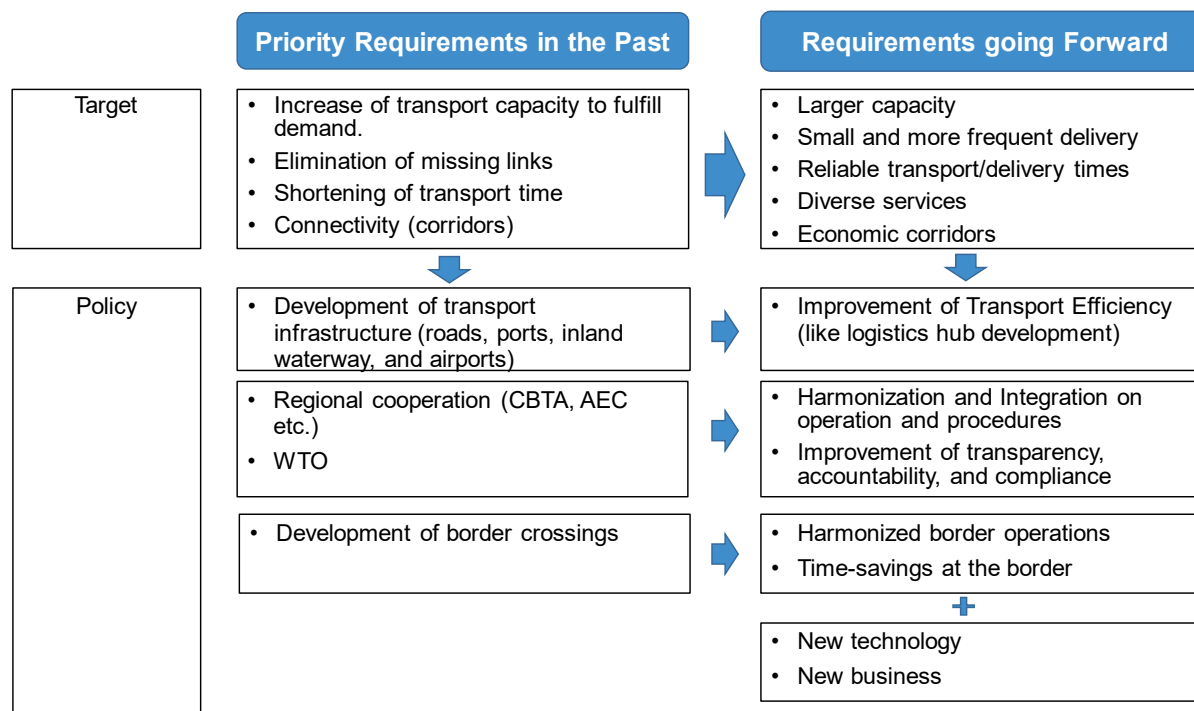 Priority Requirements in the Past
Requirements going Forward
Target
• Increase of transport capacity to fulfill
demand.
• Elimination of missing links
• Shortening of transport time
• Connectivity (corridors)
• Larger capacity
• Small and more frequent delivery
• Reliable transport/delivery times
• Diverse services
• Economic corridors
Policy
• Development of transport
infrastructure (roads, ports, inland
waterway, and airports)
• Improvement of Transport Efficiency
(like logistics hub development)
• Regional cooperation (CBTA, AEC
etc.)
• WTO
• Harmonization and Integration on
operation and procedures
• Improvement of transparency,
accountability, and compliance
• Development of border crossings
• Harmonized border operations
• Time-savings at the border
• New technology
• New business